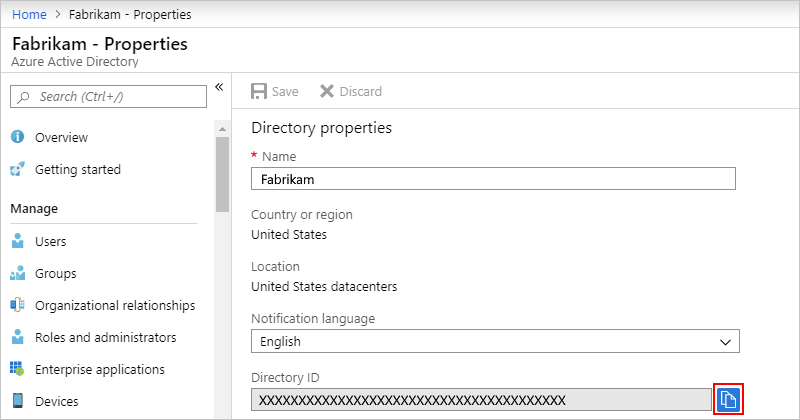 Home > Fabrikam - Properties
Fabrikam - Properties
Azure Active Directory
Search (Ctrl+/)
«
Overview
Getting started
Manage
Users
Groups
Organizational relationships
Roles and administrators
Enterprise applications
Devices
Save
Discard
Directory properties
* Name
Fabrikam
Country or region
United States
Location
United States datacenters
Notification language
English
Directory ID
XXXXXXXXXXXXXXXXXXXXXXXXXXXXXXXXXXXXXXX